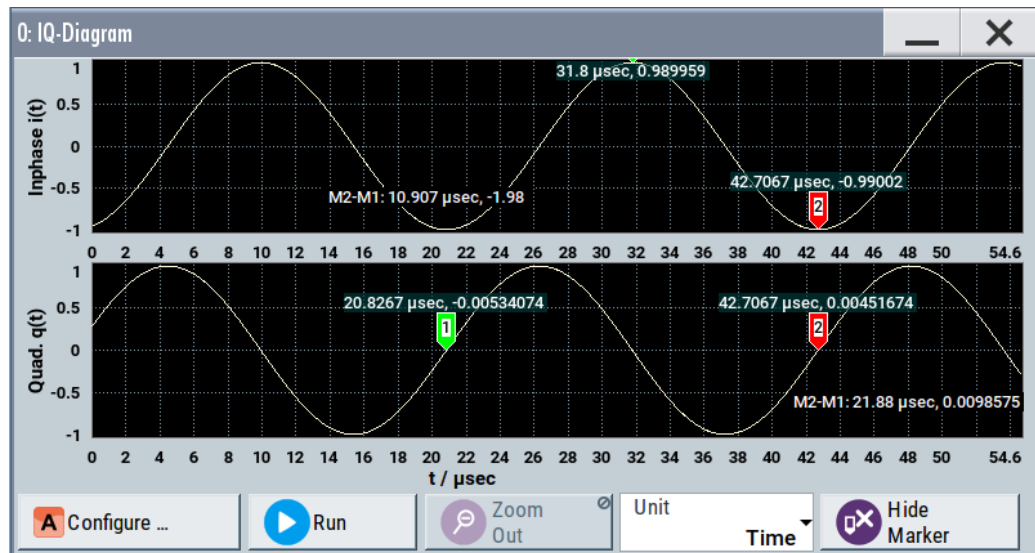 0: IQ-Diagram
Inphase i(t)
1
0.5
0
-0.5
-1
31.8 µsec, 0.989959
42.7067 µsec, -0.99002
2
M2-M1: 10.907 µsec, -1.98
0 2 4 6 8 10 12 14 16 18 20 22 24 26 28 30 32 34 36 38 40 42 44 46 48 50 54.6
Quad. q(t)
1
0.5
0
-0.5
-1
20.8267 µsec, -0.00534074
1
42.7067 µsec, 0.00451674
2
M2-M1: 21.88 µsec, 0.0098575
0 2 4 6 8 10 12 14 16 18 20 22 24 26 28 30 32 34 36 38 40 42 44 46 48 50 54.6
t / µsec
A Configure ...
Run
Zoom
Out
Unit
Time
Hide
Marker